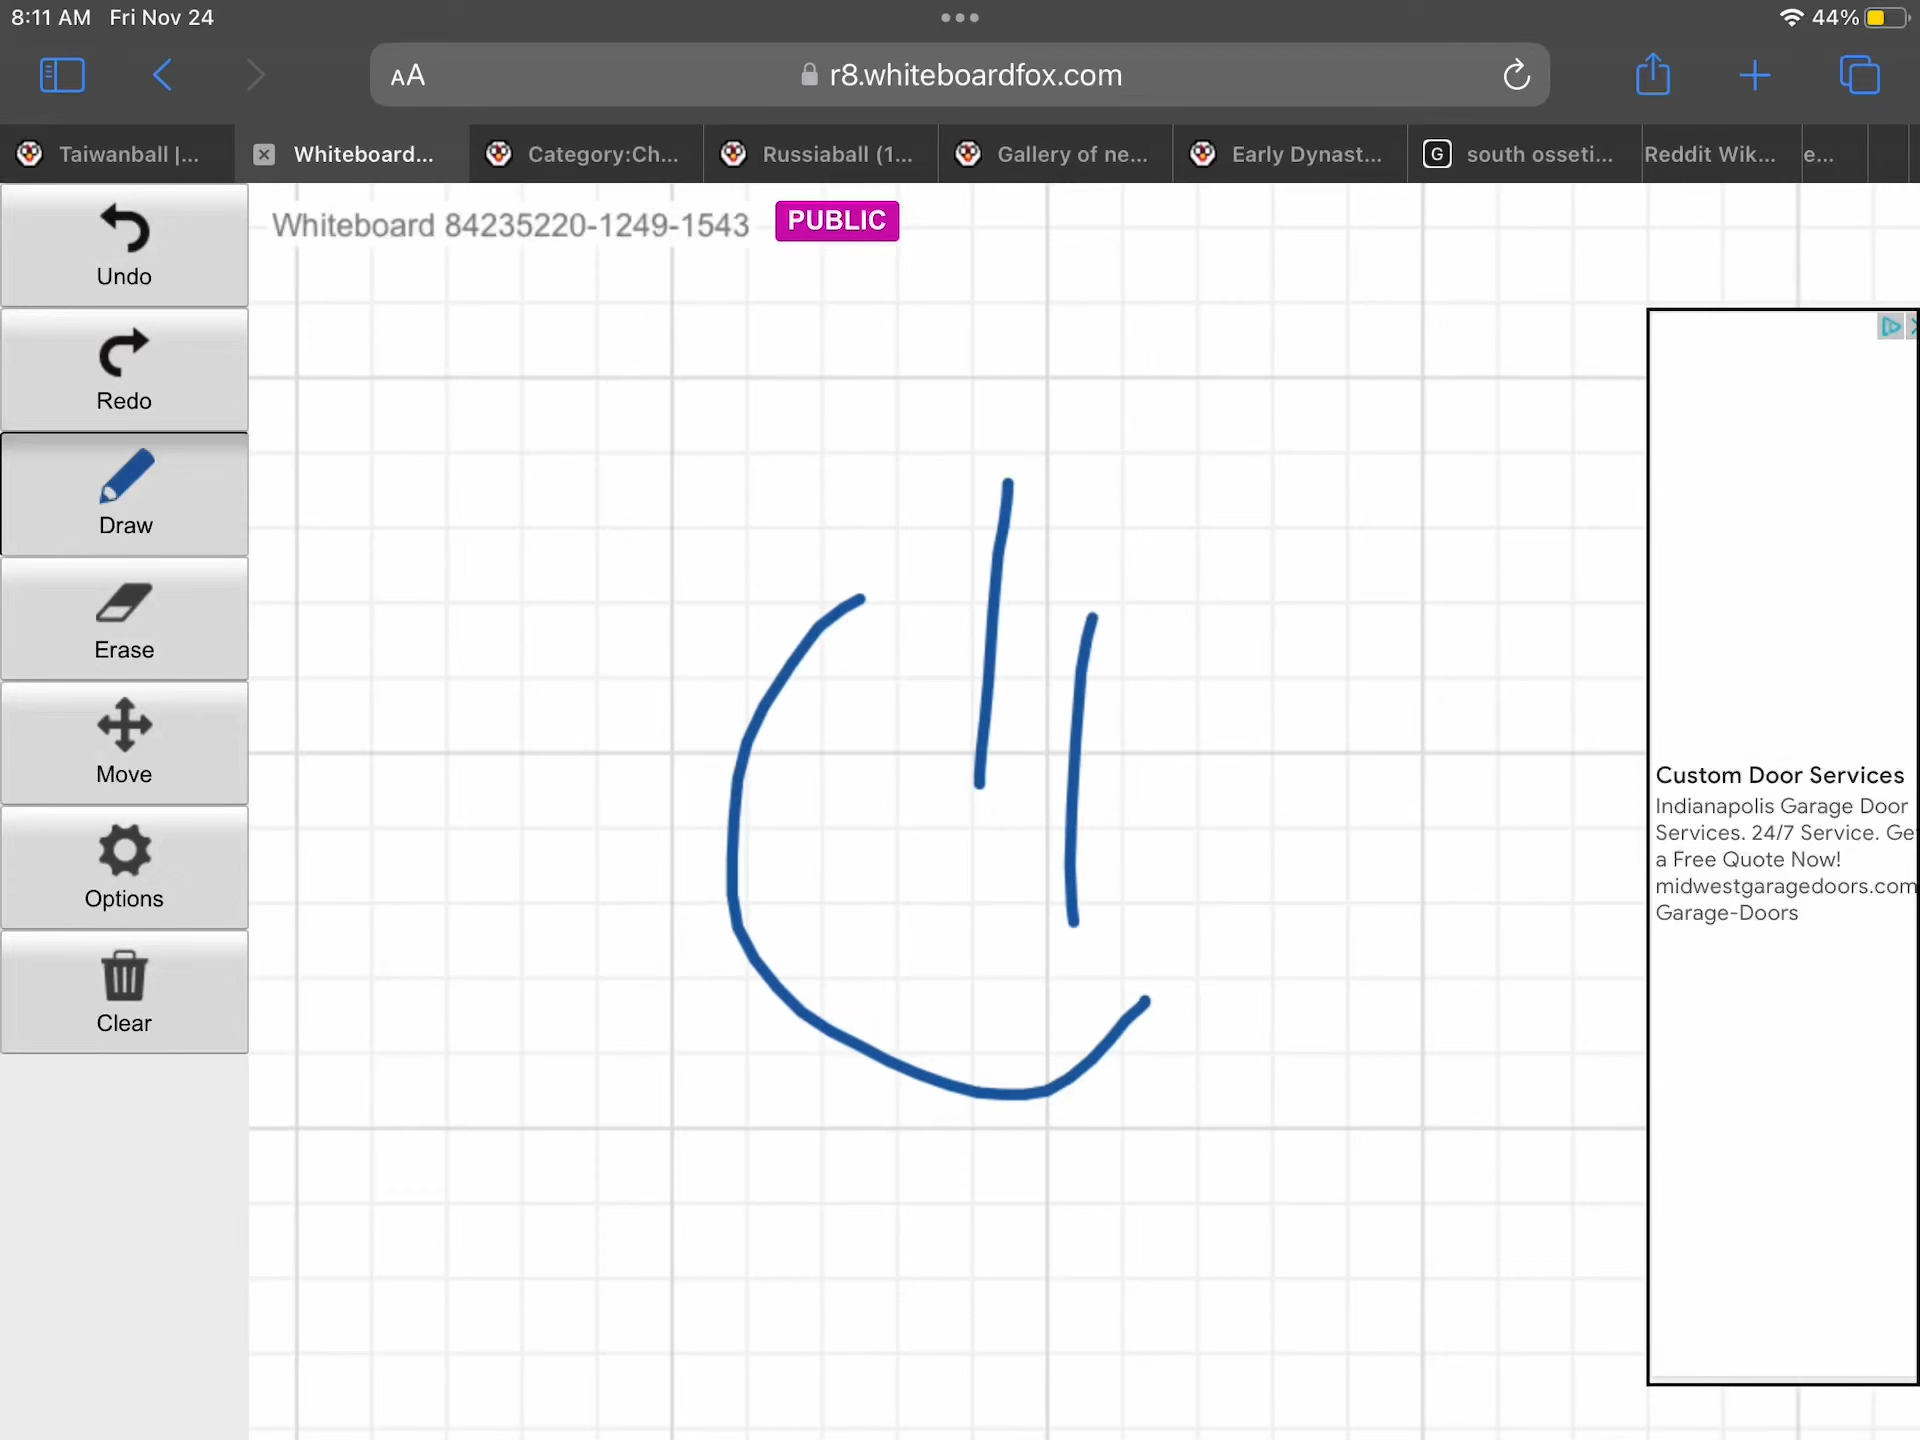 8:11 AM Fri Nov 24
44%
AA
r8.whiteboardfox.com
Taiwanball |...
Whiteboard...
Category:Ch...
Russiaball (1...
Gallery of ne...
Early Dynast...
G south osseti...
Reddit Wik...
e...
Whiteboard 84235220-1249-1543 PUBLIC
Undo
Redo
Draw
Erase
Move
Options
Clear
Custom Door Services
Indianapolis Garage Door
Services. 24/7 Service. Ge
a Free Quote Now!
midwestgaragedoors.com
Garage-Doors